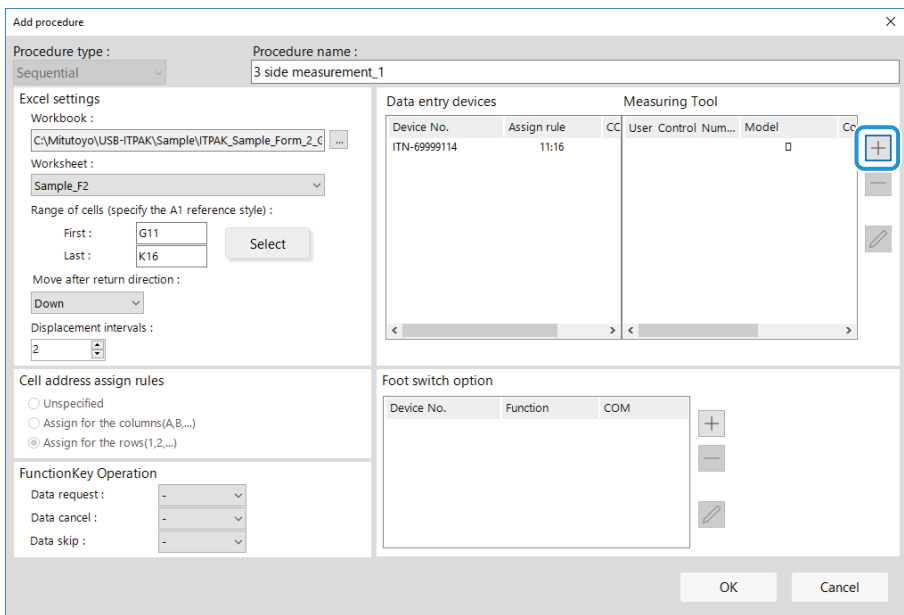 Add procedure
Procedure type :
Procedure name :
Sequential
3 side measurement_1
Excel settings
Workbook :
C:\Mitutoyo\USB-ITPAK\Sample\ITPAK_Sample_Form_2_G
...
Worksheet :
Sample_F2
Range of cells (specify the A1 reference style) :
First :
G11
Last :
K16
Select
Move after return direction :
Down
Displacement intervals :
2
Data entry devices
Measuring Tool
Device No. Assign rule CC User Control Num... Model Co
ITN-69999114 11:16
Cell address assign rules
Unspecified
Assign for the columns(A,B,...)
Assign for the rows(1,2,...)
FunctionKey Operation
Data request : -
Data cancel : -
Data skip : -
Foot switch option
Device No. Function COM
OK
Cancel